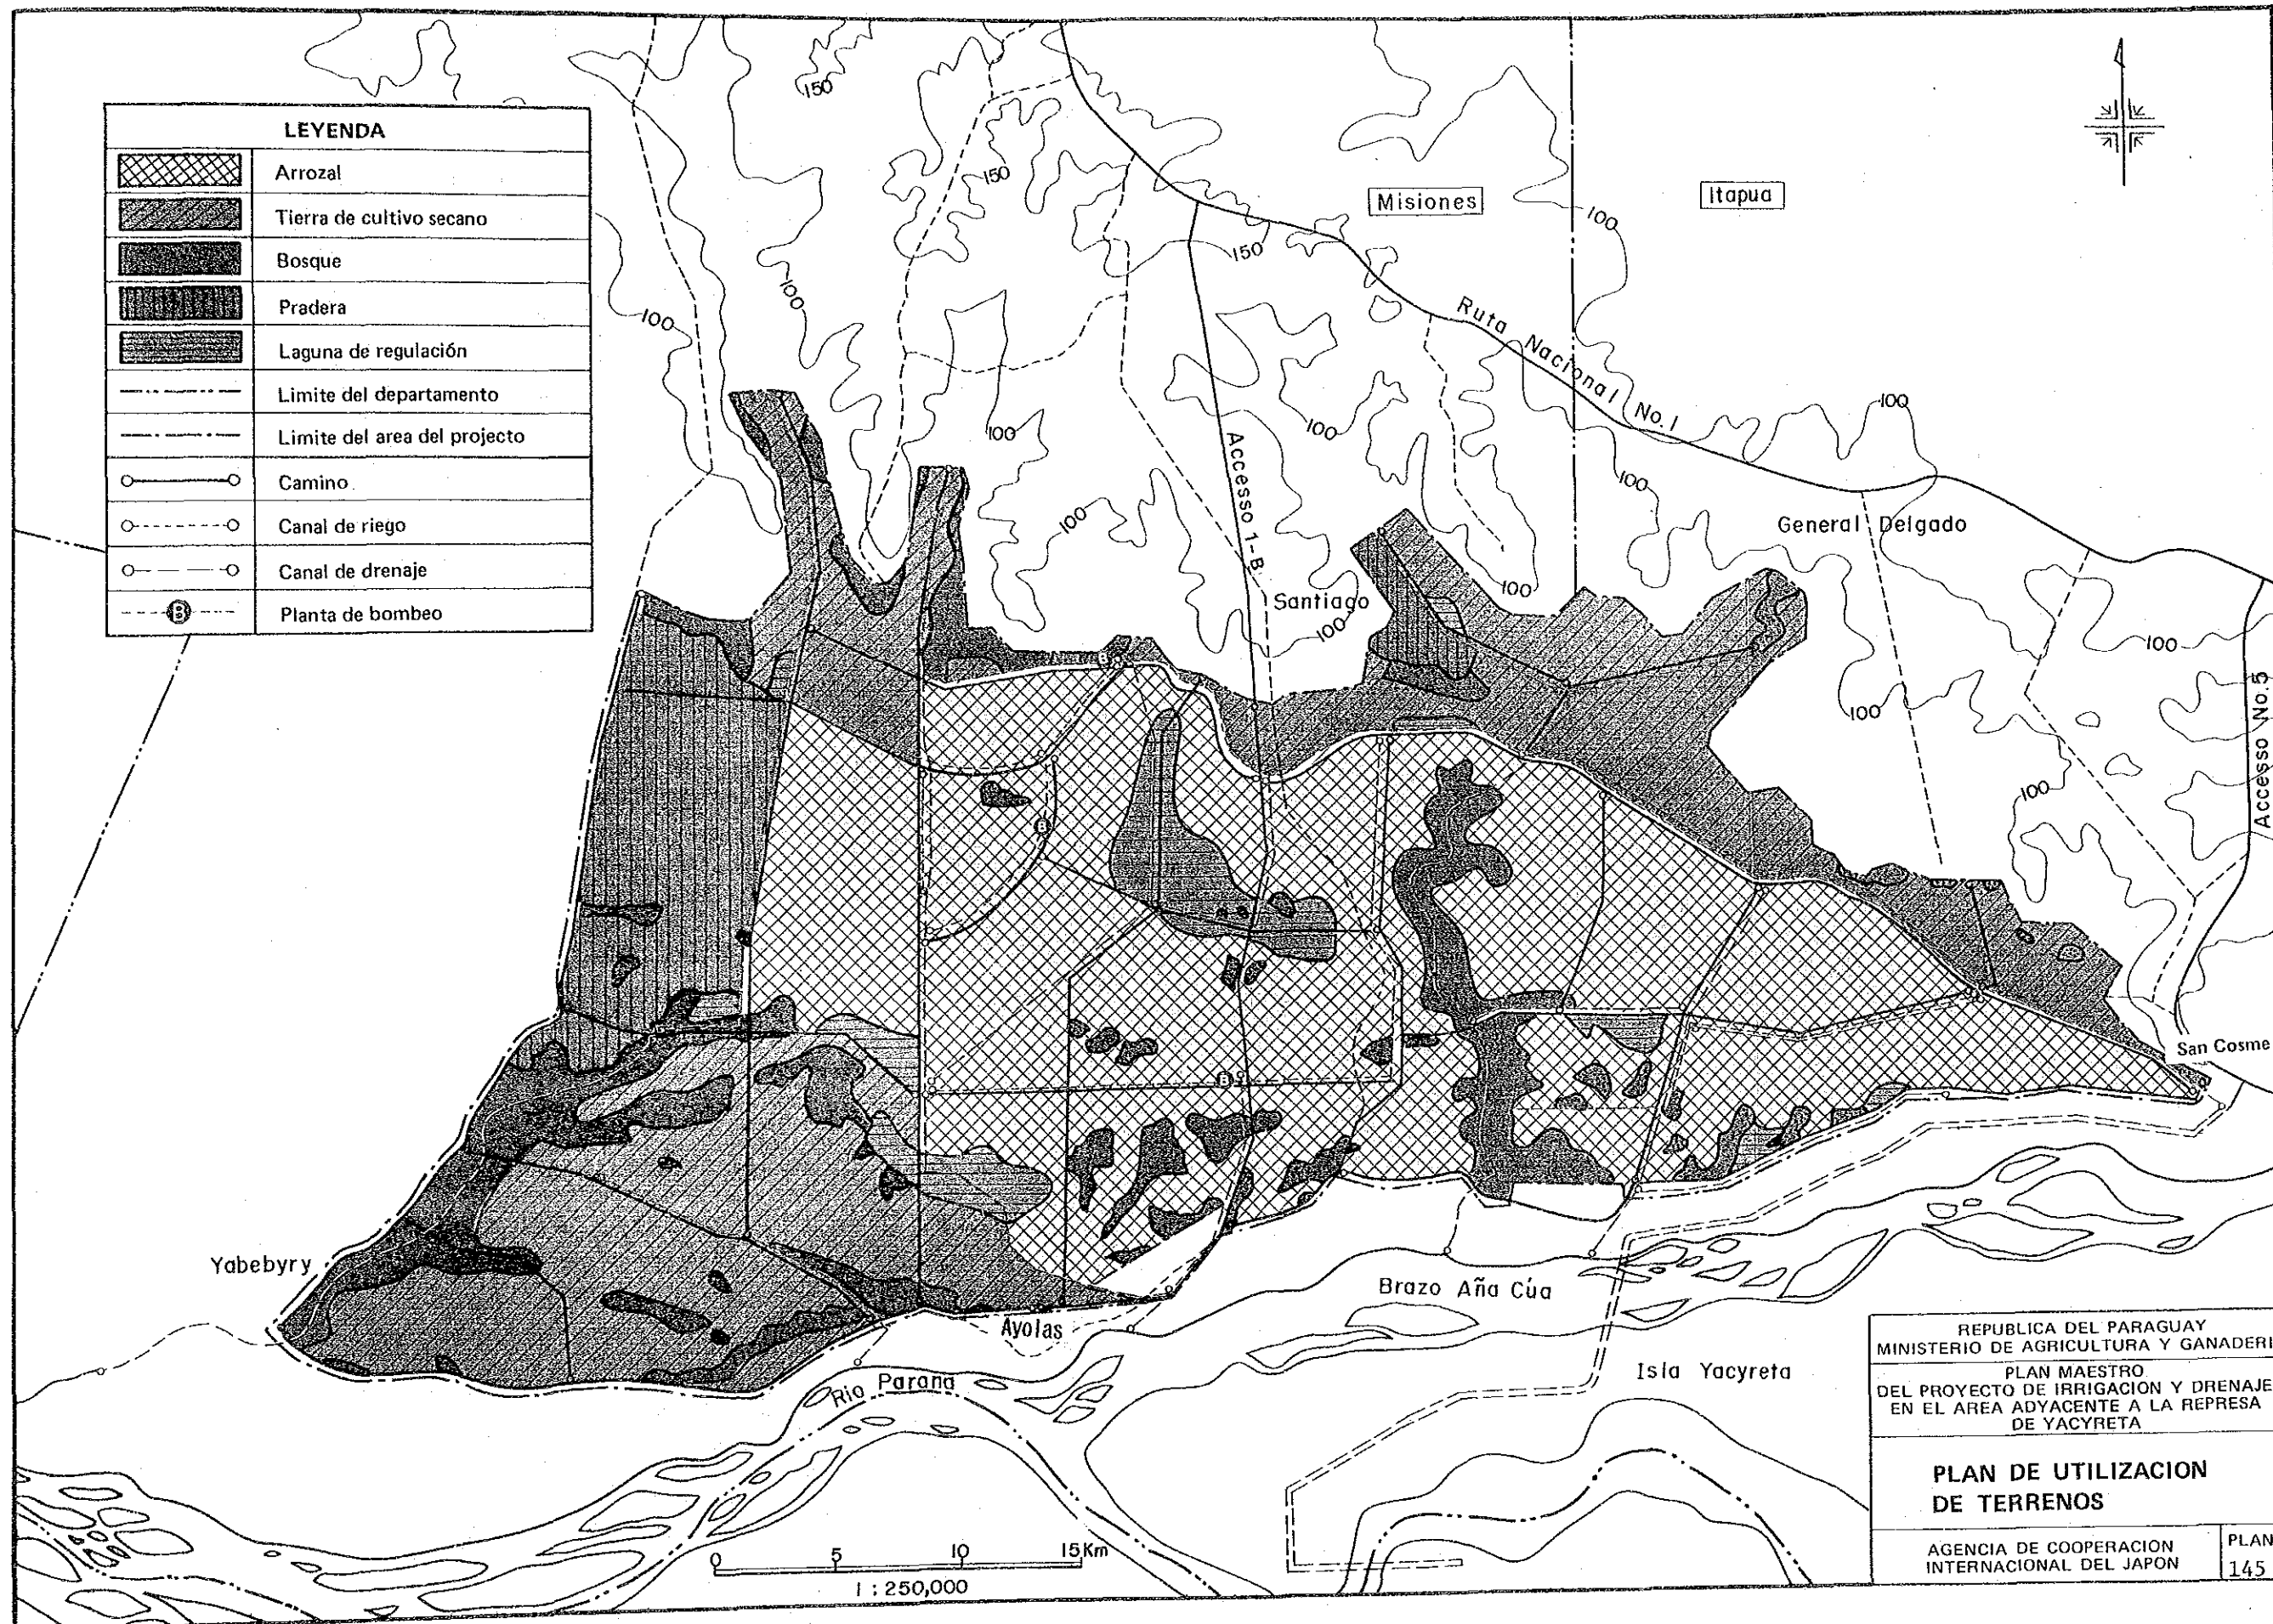 LEYENDA
Arrozal
Tierra de cultivo secano
Bosque
Pradera
Laguna de regulación
Limite del departamento
Limite del area del projecto
Camino
Canal de riego
Canal de drenaje
B Planta de bombeo
150
150
150
100
100
100
100
100
100
100
100
100
100
100
100
100
100
Misiones
Itapua
Ruta Nacional No.1
Accesso 1-B
Santiago
General Delgado
Accesso No.5
San Cosme
B
B
B
Yabebyry
Ayolas
Brazo Aña Cúa
Isla Yacyreta
Rio Parana
0 5 10 15Km
1:250,000
REPUBLICA DEL PARAGUAY
MINISTERIO DE AGRICULTURA Y GANADERI
PLAN MAESTRO
DEL PROYECTO DE IRRIGACION Y DRENAJE
EN EL AREA ADYACENTE A LA REPRESA
DE YACYRETA
PLAN DE UTILIZACION
DE TERRENOS
AGENCIA DE COOPERACION
INTERNACIONAL DEL JAPON
PLAN
145